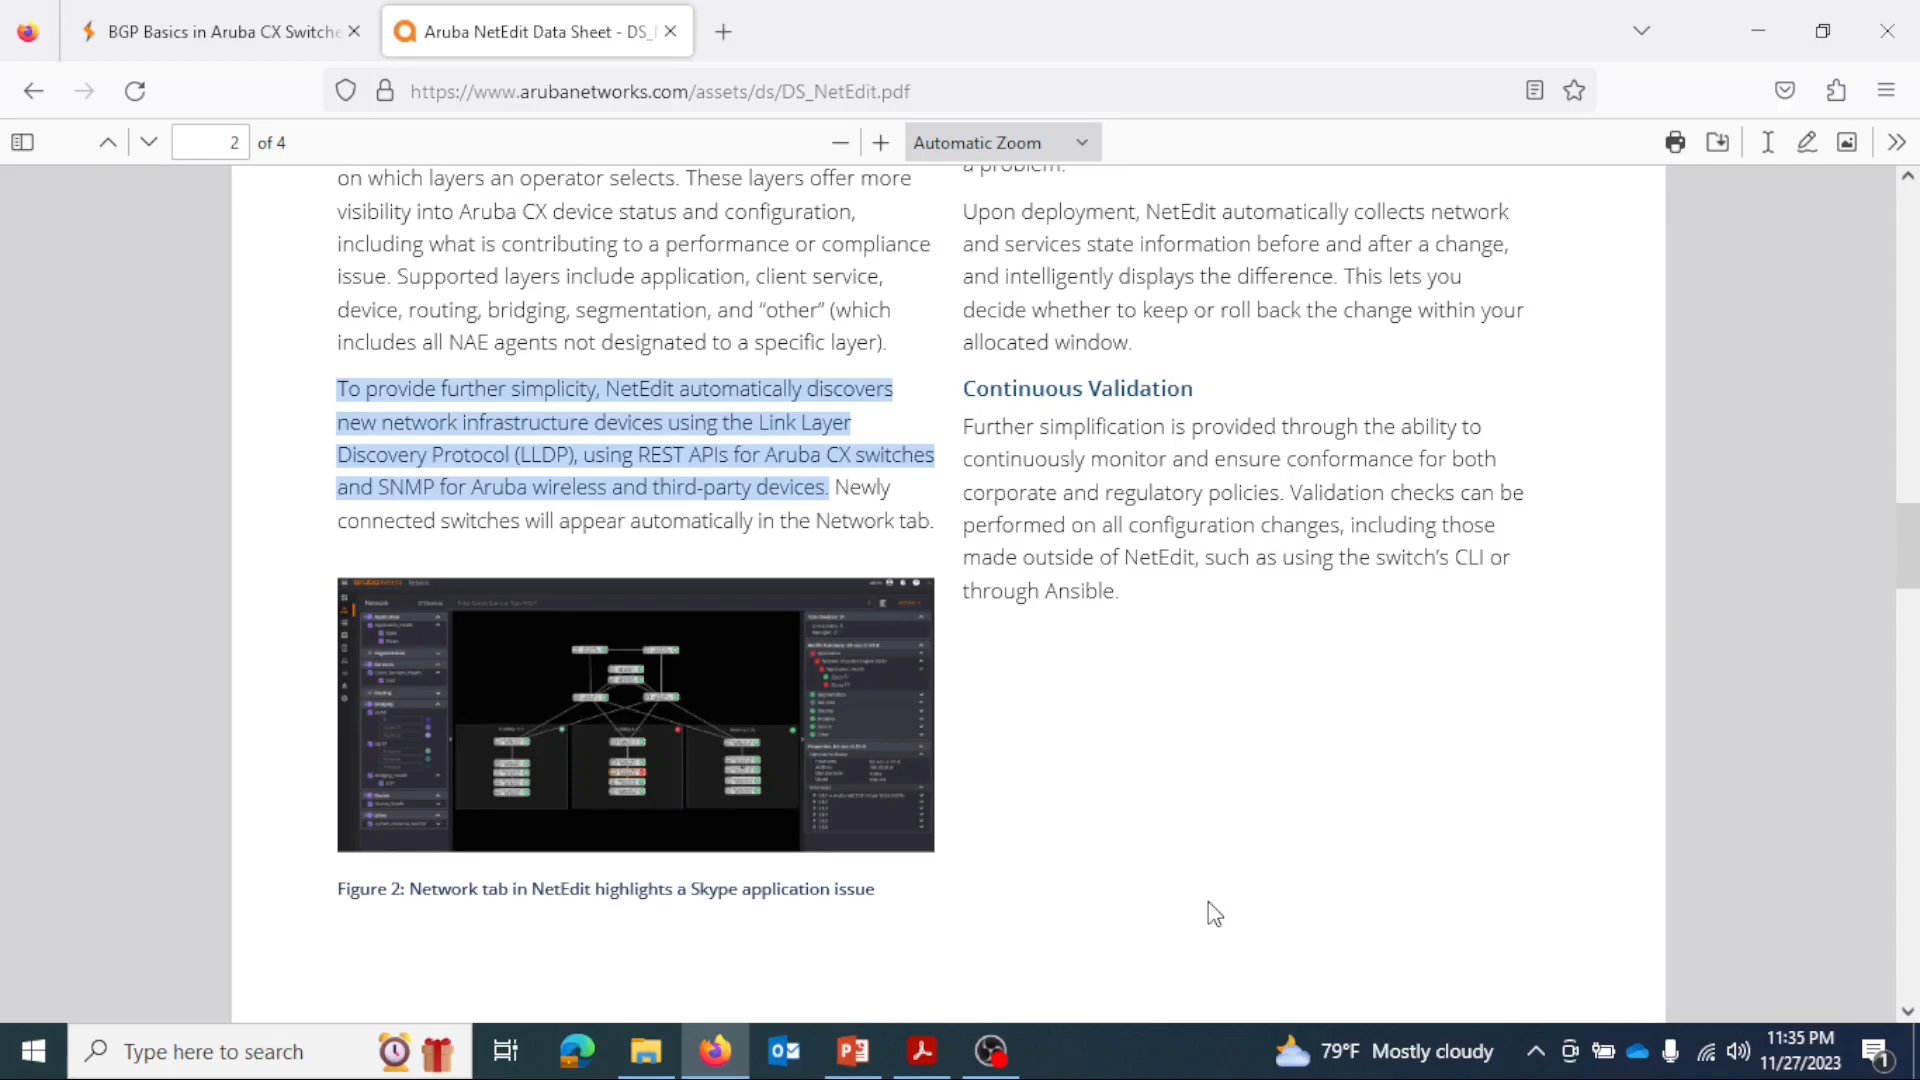 BGP Basics in Aruba CX Switche
Aruba NetEdit Data Sheet - DS_
https://www.arubanetworks.com/assets/ds/DS_NetEdit.pdf
2 of 4
Automatic Zoom
on which layers an operator selects. These layers offer more
visibility into Aruba CX device status and configuration,
including what is contributing to a performance or compliance
issue. Supported layers include application, client service,
device, routing, bridging, segmentation, and “other” (which
includes all NAE agents not designated to a specific layer).
To provide further simplicity, NetEdit automatically discovers
new network infrastructure devices using the Link Layer
Discovery Protocol (LLDP), using REST APIs for Aruba CX switches
and SNMP for Aruba wireless and third-party devices. Newly
connected switches will appear automatically in the Network tab.
Figure 2: Network tab in NetEdit highlights a Skype application issue
a problem.
Upon deployment, NetEdit automatically collects network
and services state information before and after a change,
and intelligently displays the difference. This lets you
decide whether to keep or roll back the change within your
allocated window.
Continuous Validation
Further simplification is provided through the ability to
continuously monitor and ensure conformance for both
corporate and regulatory policies. Validation checks can be
performed on all configuration changes, including those
made outside of NetEdit, such as using the switch’s CLI or
through Ansible.
Type here to search
79°F Mostly cloudy
11:35 PM
11/27/2023
1